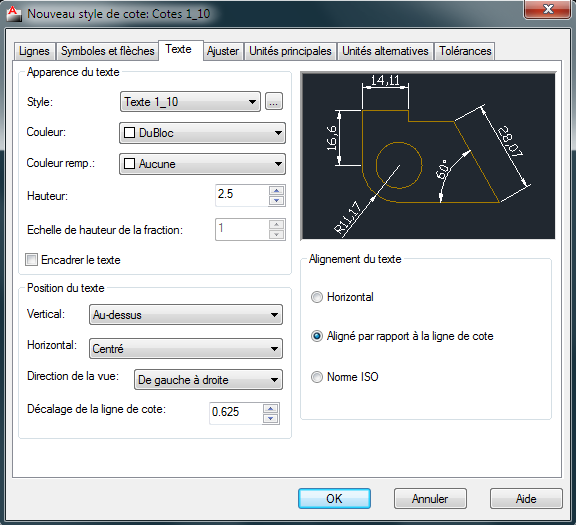 Nouveau style de cote: Cotes 1_10
Lignes Symboles et flèches Texte Ajuster Unités principales Unités alternatives Tolérances
Apparence du texte
Style: Texte 1_10 ...
Couleur: DuBloc
Couleur remp.: Aucune
Hauteur: 2.5
Echelle de hauteur de la fraction: 1
Encadrer le texte
Position du texte
Vertical: Au-dessus
Horizontal: Centré
Direction de la vue: De gauche à droite
Décalage de la ligne de cote: 0.625
14,11
16,6
28,07
60°
R11,17
Alignement du texte
Horizontal
Aligné par rapport à la ligne de cote
Norme ISO
OK Annuler Aide